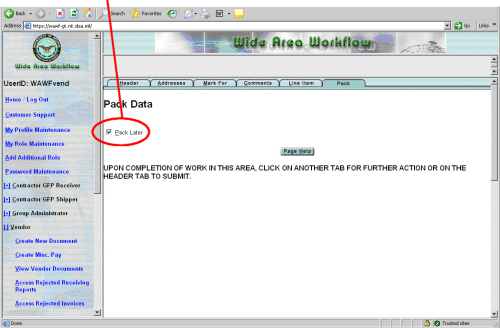 Back
Search
Favorites
Address
https://wawf-gt.nit.disa.mil/
Go
Links
Wide Area Workflow
Wide Area Workflow
UserID: WAWFvend
Home / Log Out
Customer Support
My Profile Maintenance
My Role Maintenance
Add Additional Role
Password Maintenance
[+] Contractor GFP Receiver
[+] Contractor GFP Shipper
[+] Group Administrator
[-] Vendor
Create New Document
Create Misc. Pay
View Vendor Documents
Access Rejected Receiving
Reports
Access Rejected Invoices
Header
Addresses
Mark For
Comments
Line Item
Pack
Pack Data
Pack Later
Page Help
UPON COMPLETION OF WORK IN THIS AREA, CLICK ON ANOTHER TAB FOR FURTHER ACTION OR ON THE
HEADER TAB TO SUBMIT.
Done
Trusted sites